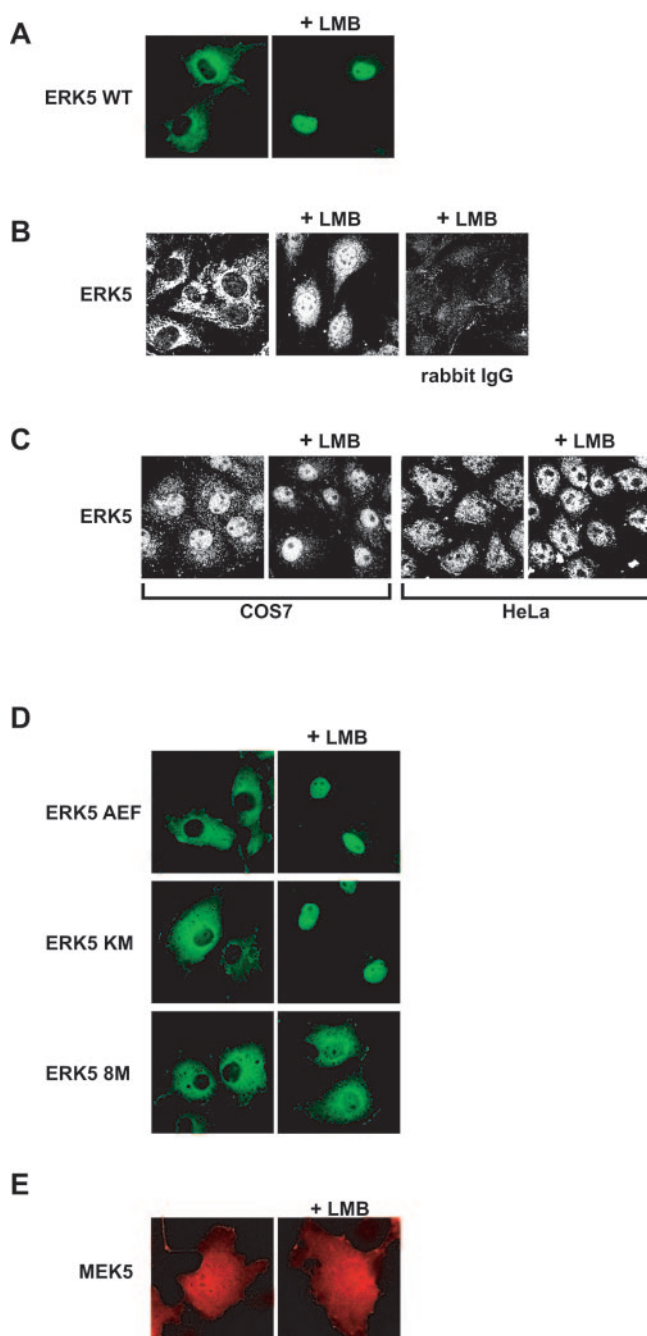 A
+ LMB
ERK5 WT
B
+ LMB
+ LMB
ERK5
rabbit IgG
C
+ LMB
+ LMB
ERK5
COS7
HeLa
D
+ LMB
ERK5 AEF
ERK5 KM
ERK5 8M
E
+ LMB
MEK5